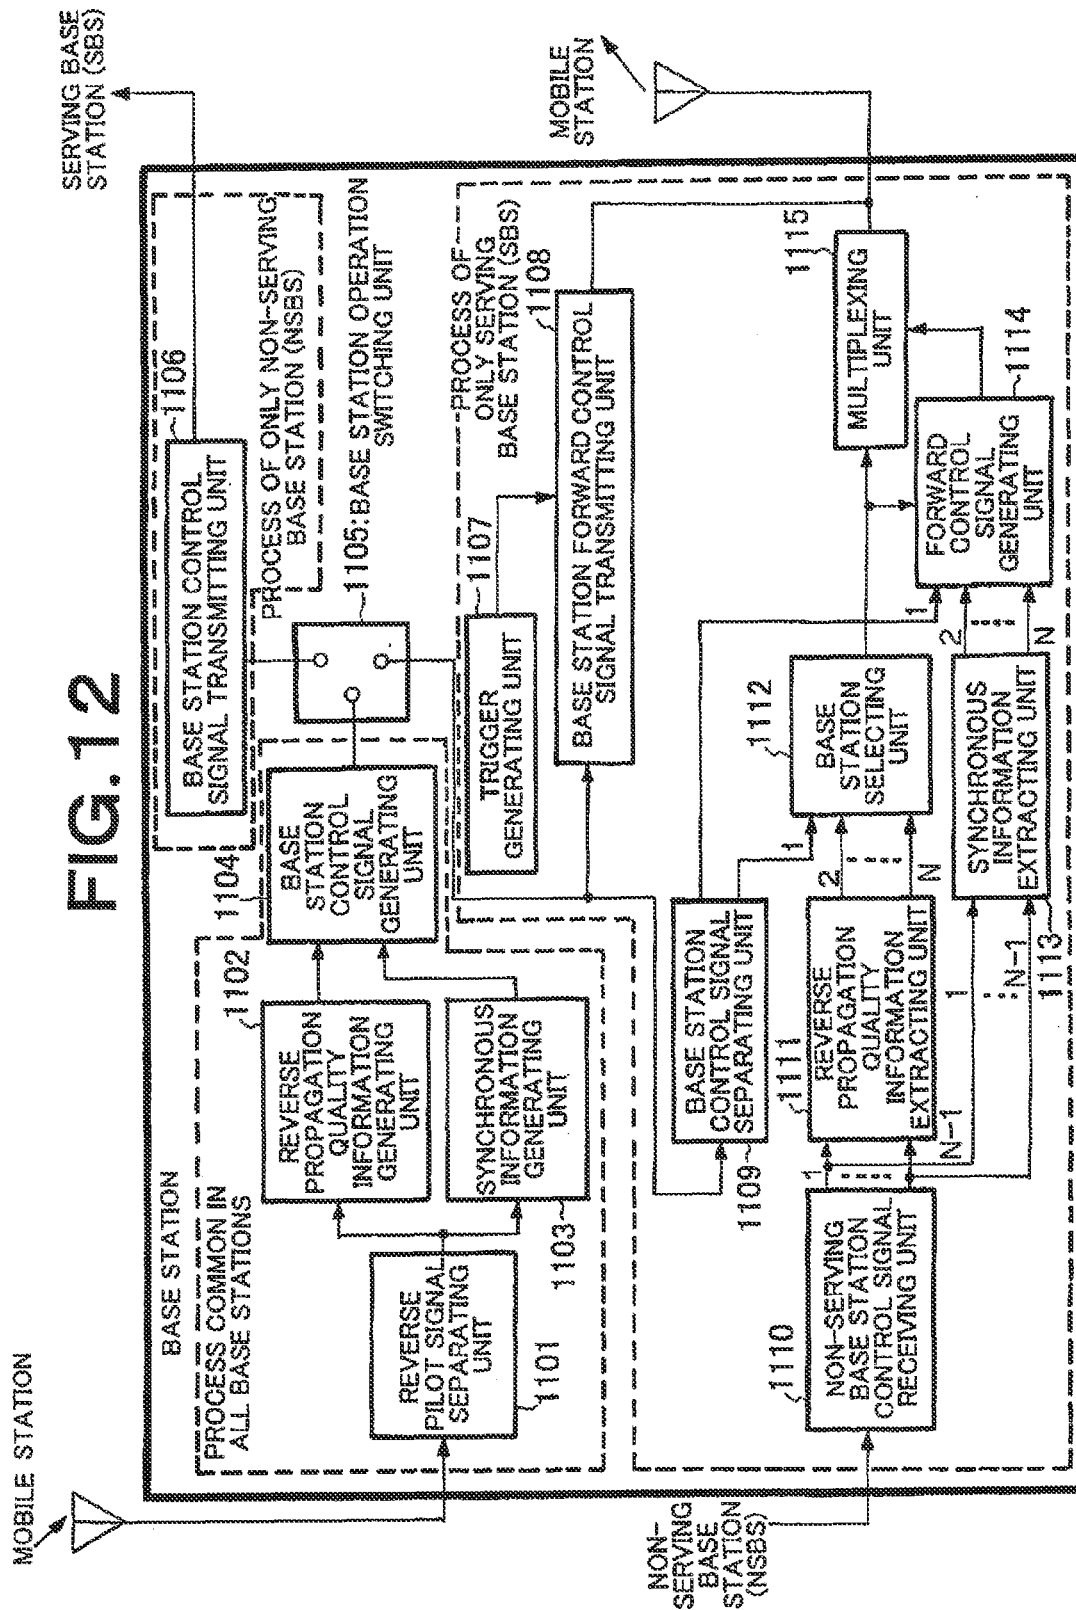 FIG.12
MOBILE STATION
BASE STATION
SERVING BASE
STATION (SBS)
PROCESS COMMON IN
ALL BASE STATIONS
REVERSE
PILOT SIGNAL
SEPARATING
UNIT
1101
REVERSE
PROPAGATION
QUALITY
INFORMATION
GENERATING
UNIT
1102
SYNCHRONOUS
INFORMATION
GENERATING
UNIT
1103
BASE
STATION
CONTROL
SIGNAL
GENERATING
UNIT
1104
BASE STATION CONTROL
SIGNAL TRANSMITTING UNIT
1106
PROCESS OF ONLY NON-SERVING
BASE STATION (NSBS)
1105:BASE STATION OPERATION
SWITCHING UNIT
PROCESS OF
ONLY SERVING
BASE STATION (SBS)
TRIGGER
GENERATING UNIT
1107
BASE STATION FORWARD CONTROL
SIGNAL TRANSMITTING UNIT
1108
MOBILE
STATION
BASE STATION
CONTROL SIGNAL
SEPARATING UNIT
1109
NON-
SERVING
BASE
STATION
(NSBS)
NON-SERVING
BASE STATION
CONTROL SIGNAL
RECEIVING UNIT
1110
1
N-1
REVERSE
PROPAGATION
QUALITY
INFORMATION
EXTRACTING UNIT
1111
1
2
N
BASE
STATION
SELECTING
UNIT
1112
1
N-1
SYNCHRONOUS
INFORMATION
EXTRACTING UNIT
1113
1
2
N
FORWARD
CONTROL
SIGNAL
GENERATING
UNIT
1114
MULTIPLEXING
UNIT
1115